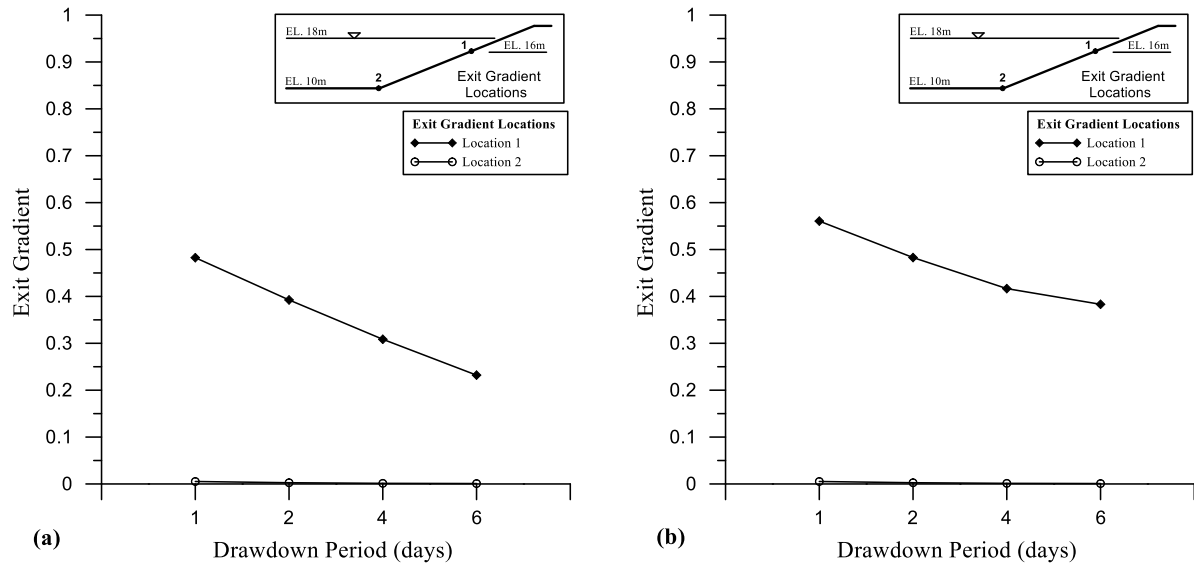 1
0.9
0.8
0.7
0.6
0.5
0.4
0.3
0.2
0.1
0
Exit Gradient
EL. 18m
1
EL. 16m
EL. 10m
2
Exit Gradient
Locations
Exit Gradient Locations
Location 1
Location 2
1 2 4 6
Drawdown Period (days)
(a)
1
0.9
0.8
0.7
0.6
0.5
0.4
0.3
0.2
0.1
0
Exit Gradient
EL. 18m
1
EL. 16m
EL. 10m
2
Exit Gradient
Locations
Exit Gradient Locations
Location 1
Location 2
1 2 4 6
Drawdown Period (days)
(b)